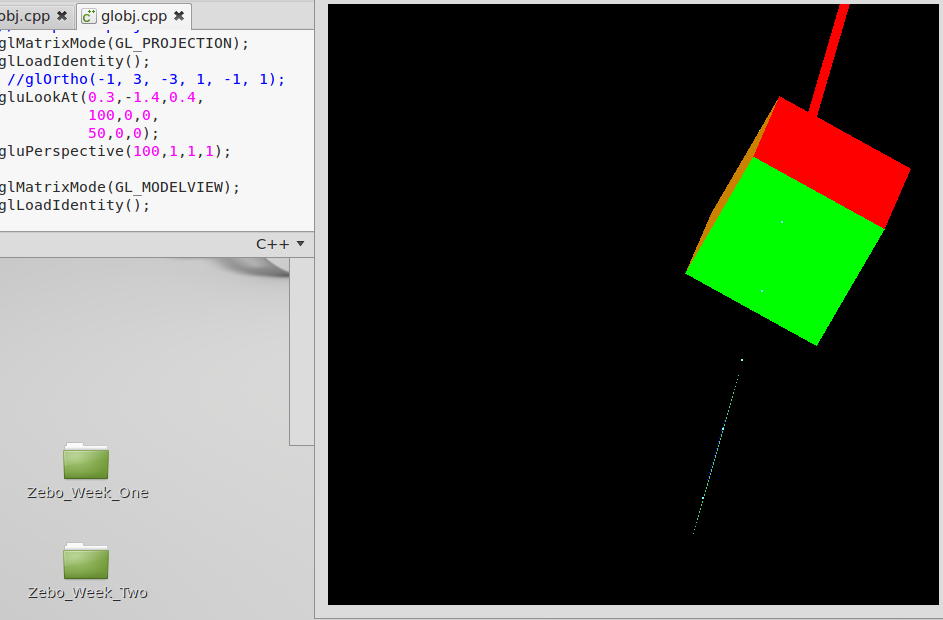 obj.cpp ✖ globj.cpp ✖
glMatrixMode(GL_PROJECTION);
glLoadIdentity();
//glOrtho(-1, 3, -3, 1, -1, 1);
gluLookAt(0.3,-1.4,0.4,
100,0,0,
50,0,0);
gluPerspective(100,1,1,1);
glMatrixMode(GL_MODELVIEW);
glLoadIdentity();
C++
Zebo_Week_One
Zebo_Week_Two